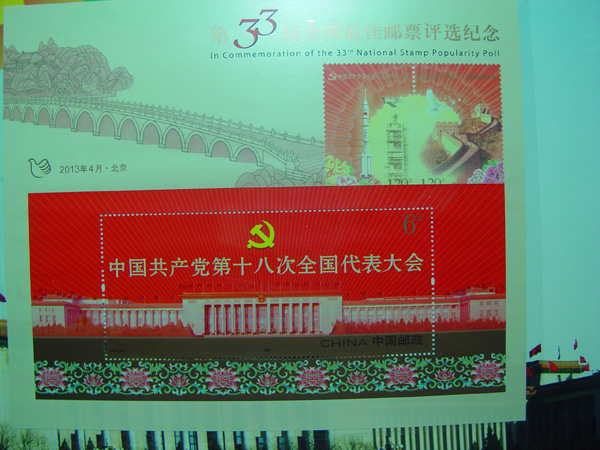 第33届全国最佳邮票评选纪念
In Commemoration of the 33rd National Stamp Popularity Poll
120 120
2013年4月·北京
6元
中国共产党第十八次全国代表大会
CHINA 中国邮政